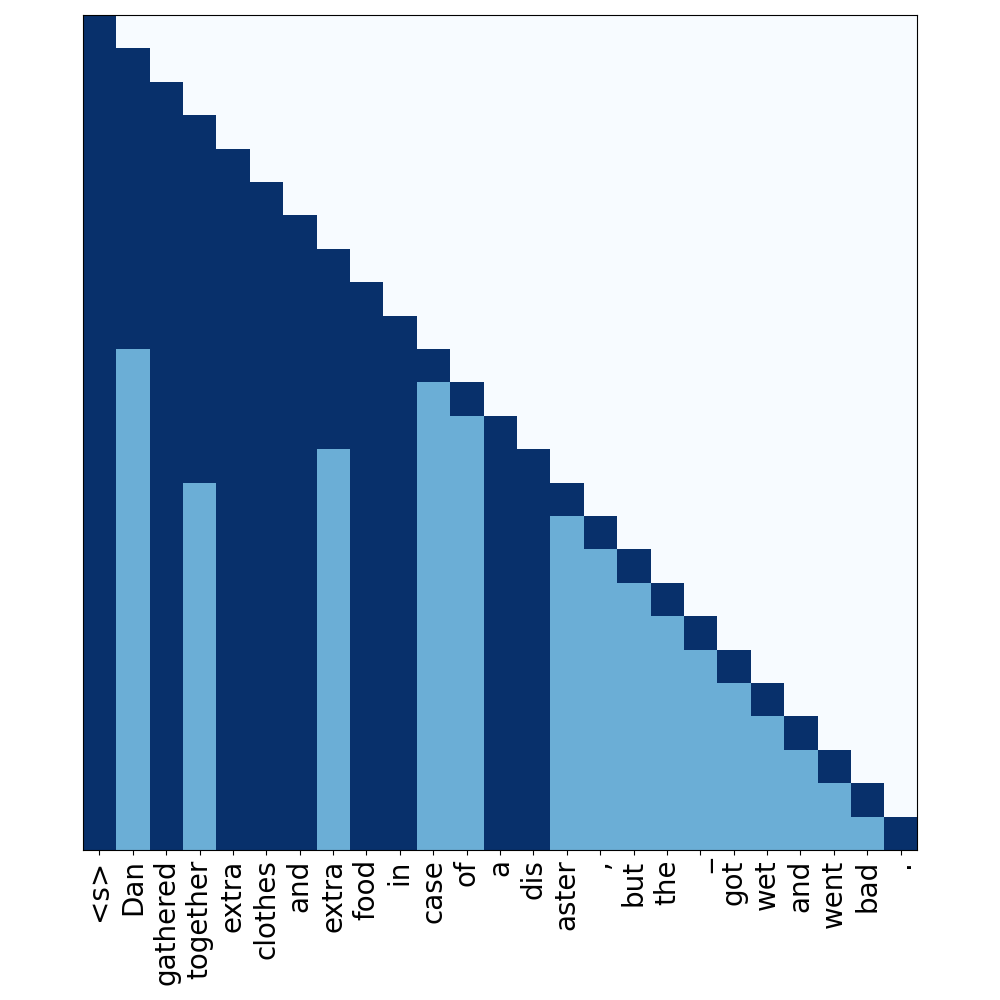 <s>
Dan
gathered
together
extra
clothes
and
extra
food
in
case
of
a
dis
aster
,
but
the
_
got
wet
and
went
bad
.